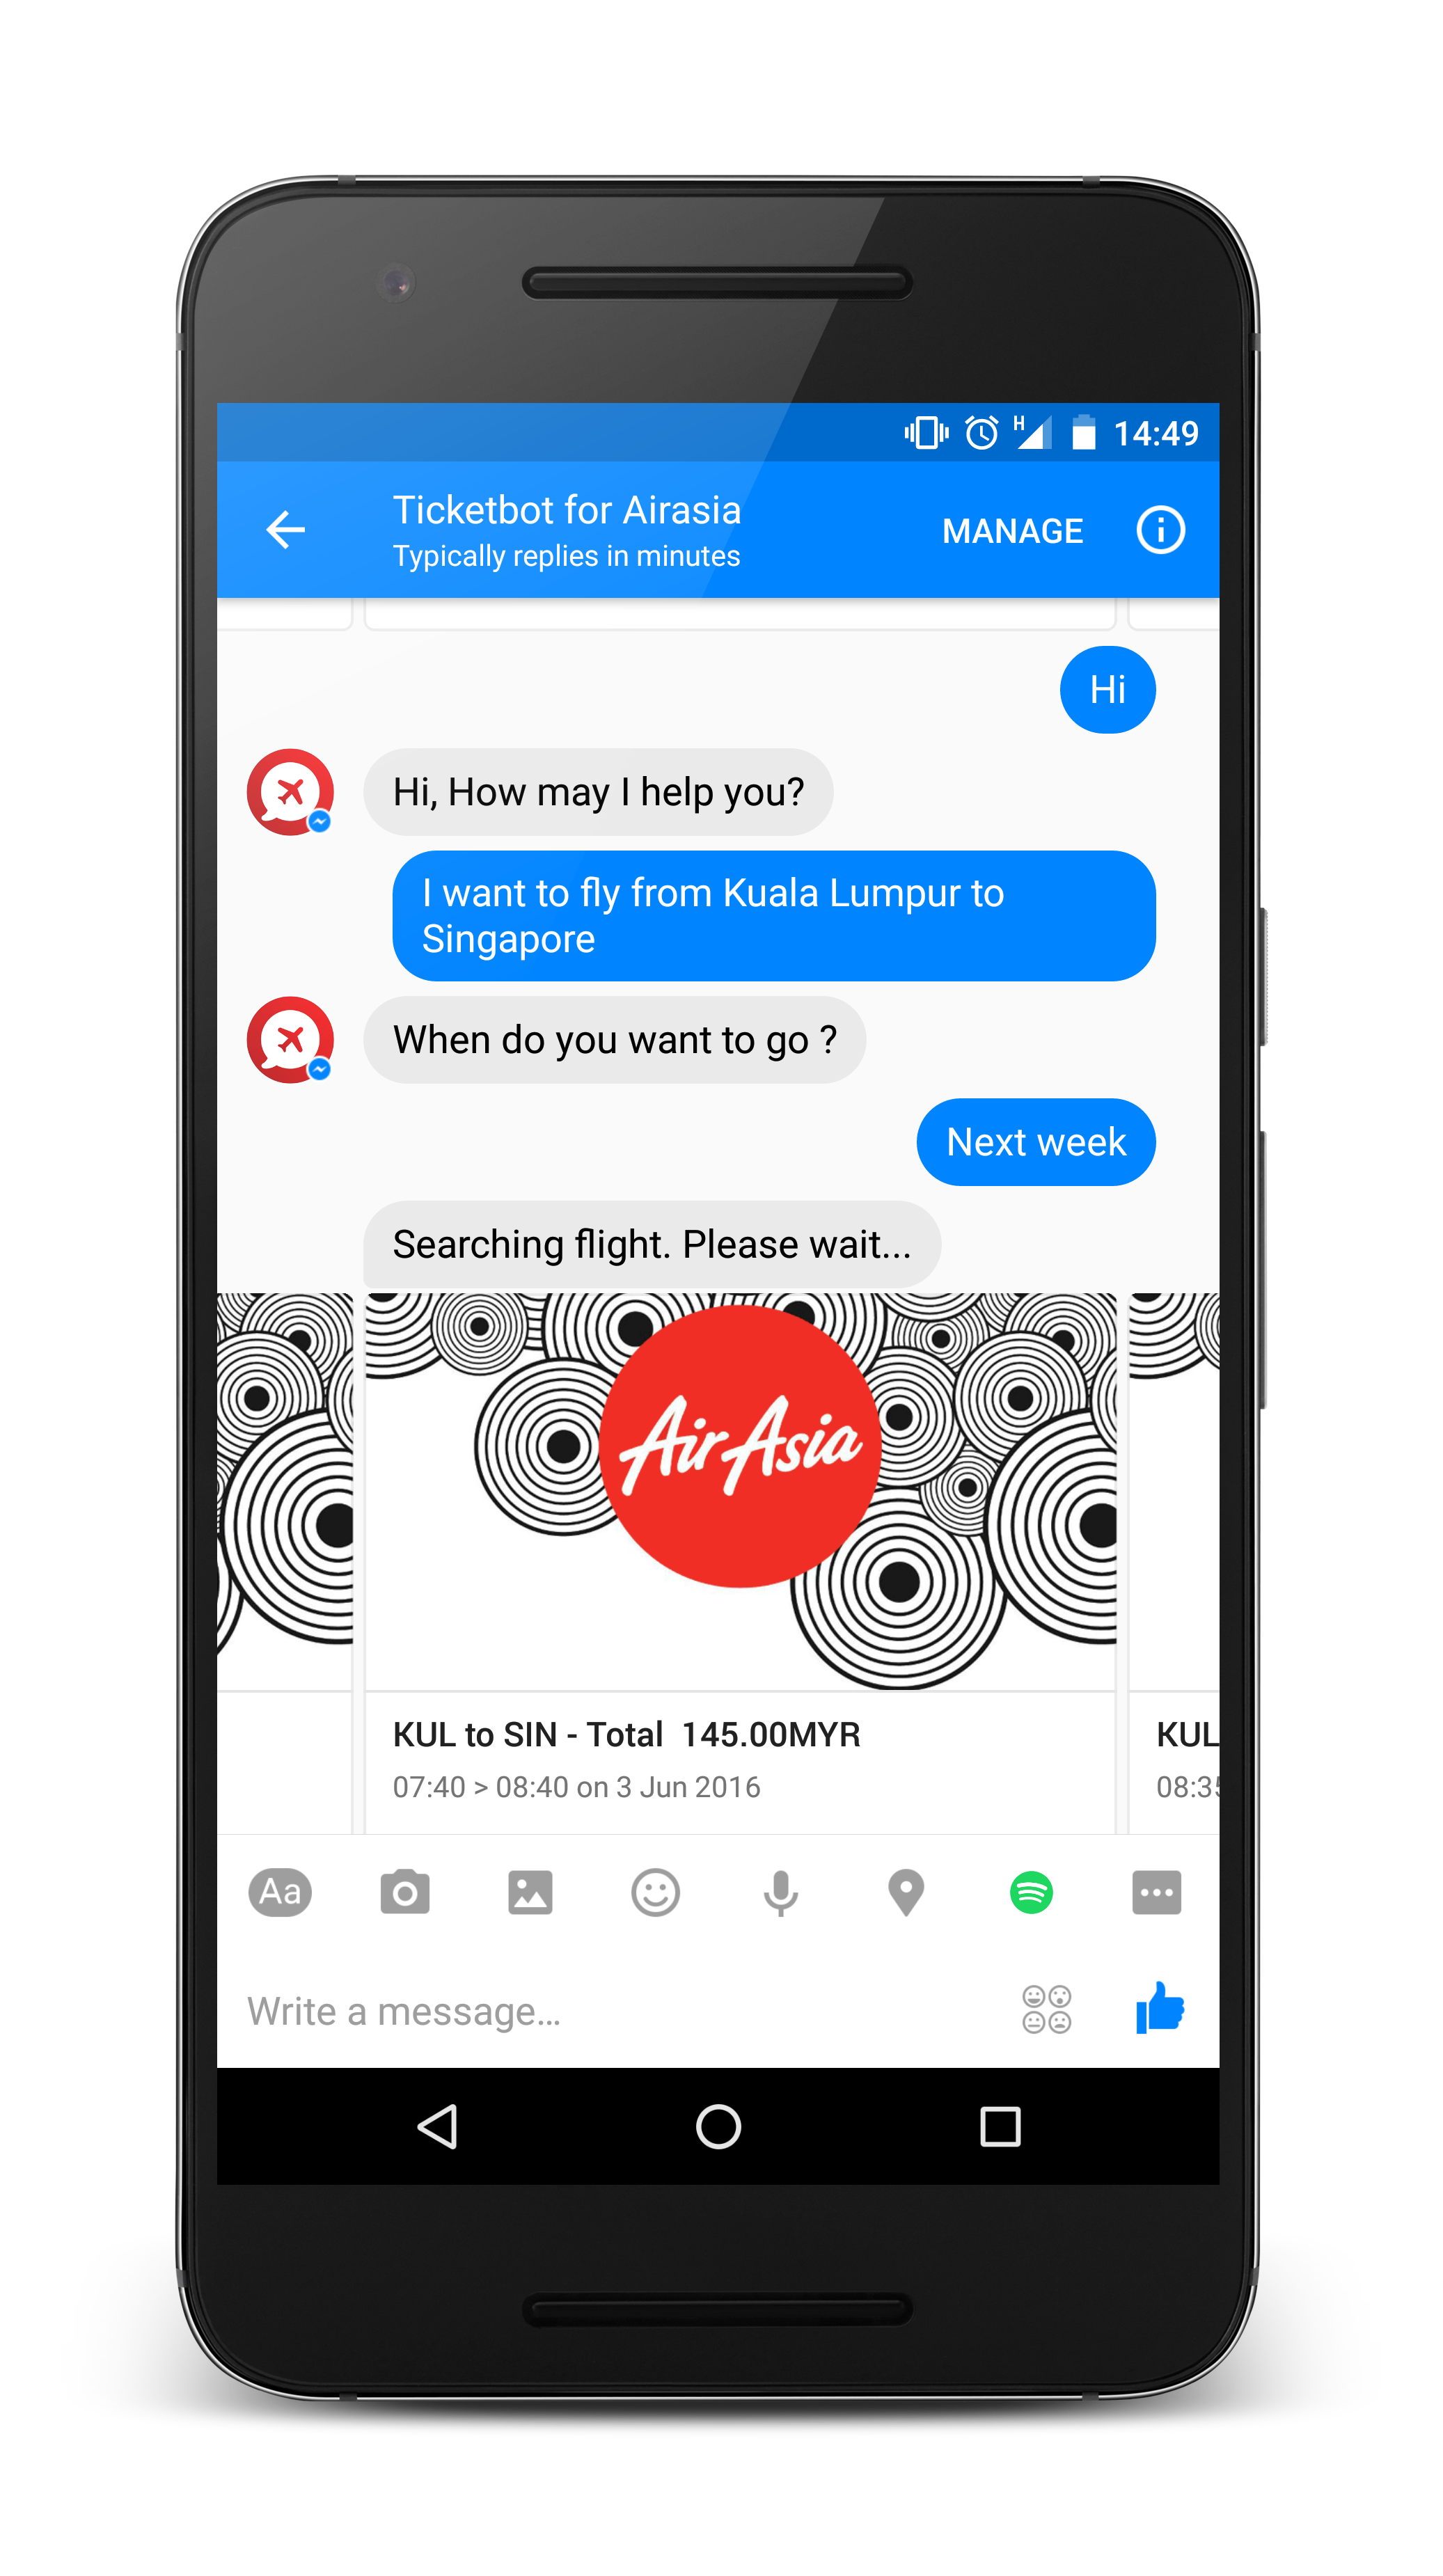 H
14:49
Ticketbot for Airasia
MANAGE
Typically replies in minutes
Hi
Hi, How may I help you?
I want to fly from Kuala Lumpur to
Singapore
When do you want to go ?
Next week
Searching flight. Please wait...
AirAsia
KUL to SIN - Total 145.00MYR
KUL
07:40 > 08:40 on 3 Jun 2016
08:35
Aa
Write a message...